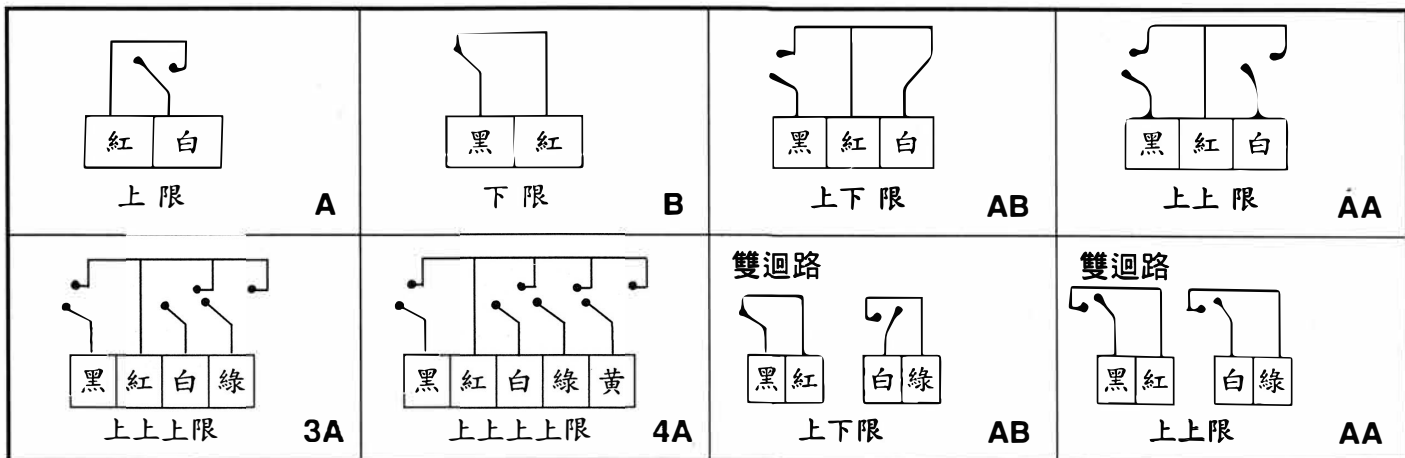 紅 白
上限 A
黑 紅
下限 B
黑 紅 白
上下限 AB
黑 紅 白
上上限 AA
黑 紅 白 綠
上上上限 3A
黑 紅 白 綠 黃
上上上上限 4A
雙迴路
黑 紅 白 綠
上下限 AB
雙迴路
黑 紅 白 綠
上上限 AA